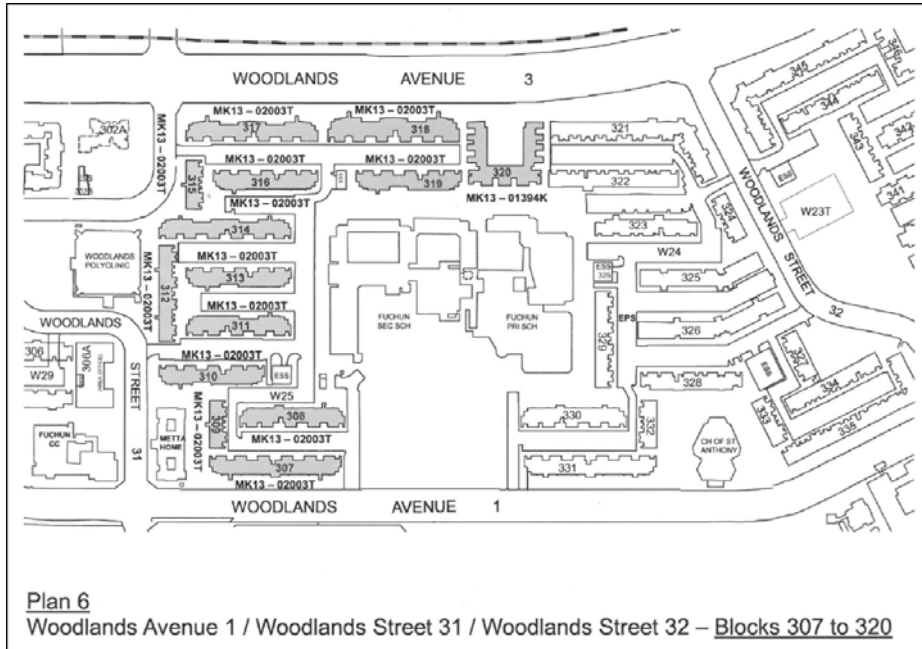 WOODLANDS AVENUE 3
345
346
344
342
343
341
302A
MK13 – 02003T
MK13 – 02003T
MK13 – 02003T
317
318
321
MK13 – 02003T
MK13 – 02003T
315
316
319
320
322
MK13 – 02003T
MK13 – 01394K
ESS
W23T
324
323
314
W24
WOODLANDS STREET 32
WOODLANDS
POLYCLINIC
MK13 – 02003T
312
MK13 – 02003T
313
MK13 – 02003T
311
ESS
325
326
EPS
329
FUCHUN
SEC SCH
FUCHUN
PRI SCH
WOODLANDS STREET 31
306
306A
W29
MK13 – 02003T
310
ESS
W25
328
327
334
333
335
FUCHUN
CC
METTA
HOME
MK13 – 02003T
309
308
MK13 – 02003T
330
332
CH OF ST
ANTHONY
307
331
MK13 – 02003T
WOODLANDS AVENUE 1
Plan 6
Woodlands Avenue 1 / Woodlands Street 31 / Woodlands Street 32 – Blocks 307 to 320